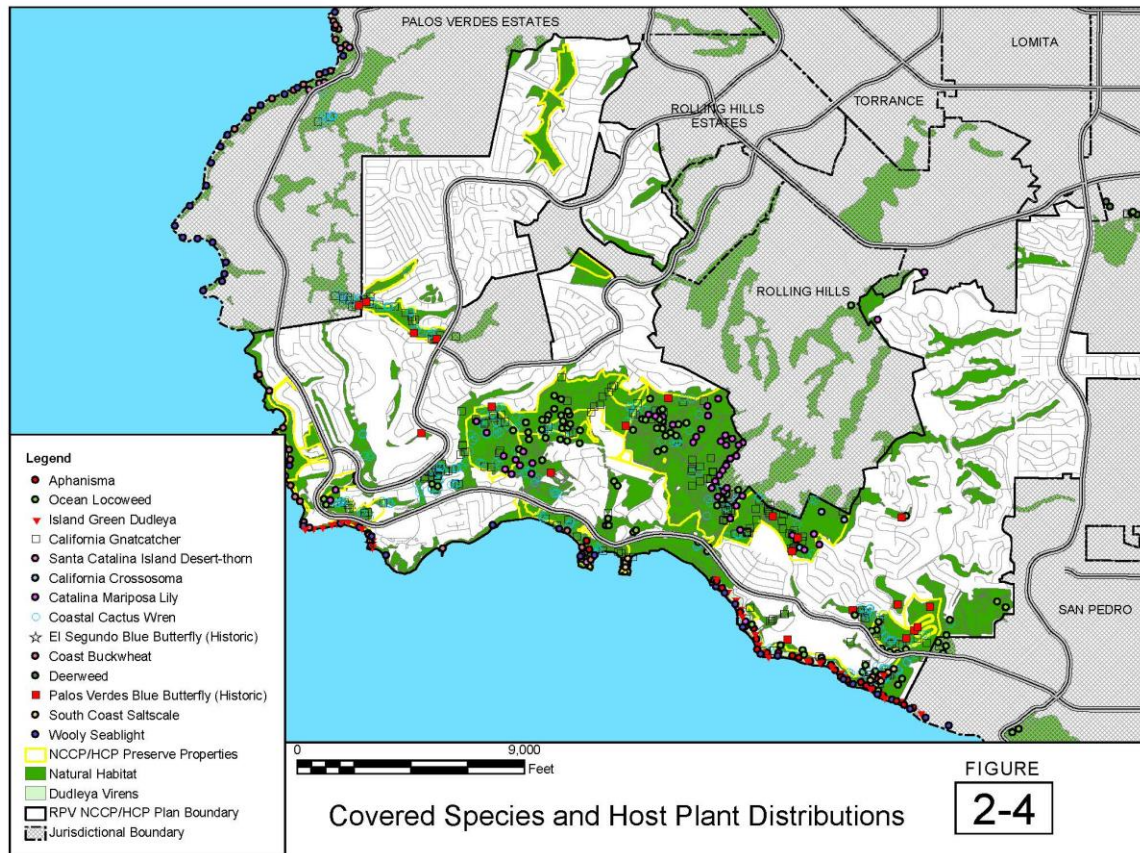 PALOS VERDES ESTATES
LOMITA
TORRANCE
ROLLING HILLS
ESTATES
ROLLING HILLS
SAN PEDRO
Legend
Aphanisma
Ocean Locoweed
Island Green Dudleya
California Gnatcatcher
Santa Catalina Island Desert-thorn
California Crossosoma
Catalina Mariposa Lily
Coastal Cactus Wren
El Segundo Blue Butterfly (Historic)
Coast Buckwheat
Deerweed
Palos Verdes Blue Butterfly (Historic)
South Coast Saltscale
Wooly Seablight
NCCP/HCP Preserve Properties
Natural Habitat
Dudleya Virens
RPV NCCP/HCP Plan Boundary
Jurisdictional Boundary
0 9,000
Feet
Covered Species and Host Plant Distributions
FIGURE
2-4